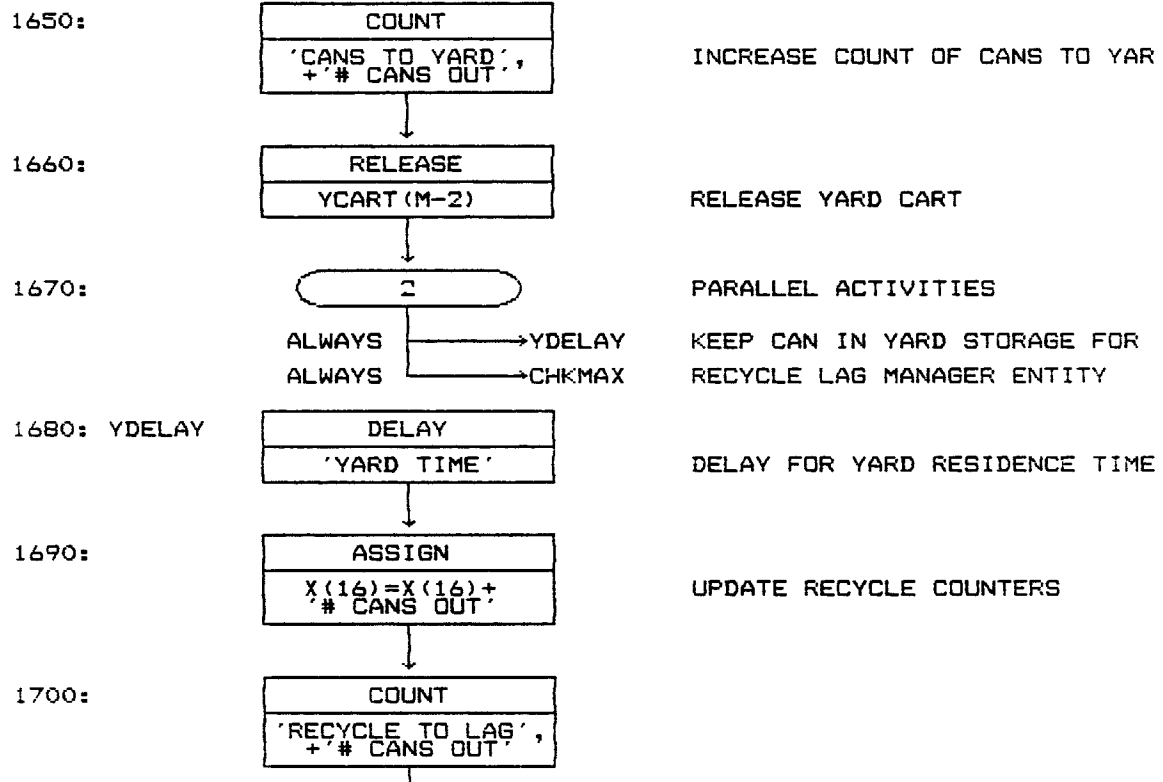 1650: COUNT
'CANS TO YARD', INCREASE COUNT OF CANS TO YAR
+'# CANS OUT'
1660: RELEASE
YCART(M-2) RELEASE YARD CART
1670: 2 PARALLEL ACTIVITIES
ALWAYS YDELAY KEEP CAN IN YARD STORAGE FOR
ALWAYS CHKMAX RECYCLE LAG MANAGER ENTITY
1680: YDELAY DELAY
'YARD TIME' DELAY FOR YARD RESIDENCE TIME
1690: ASSIGN
X(16)=X(16)+ UPDATE RECYCLE COUNTERS
'# CANS OUT'
1700: COUNT
'RECYCLE TO LAG',
+'# CANS OUT'